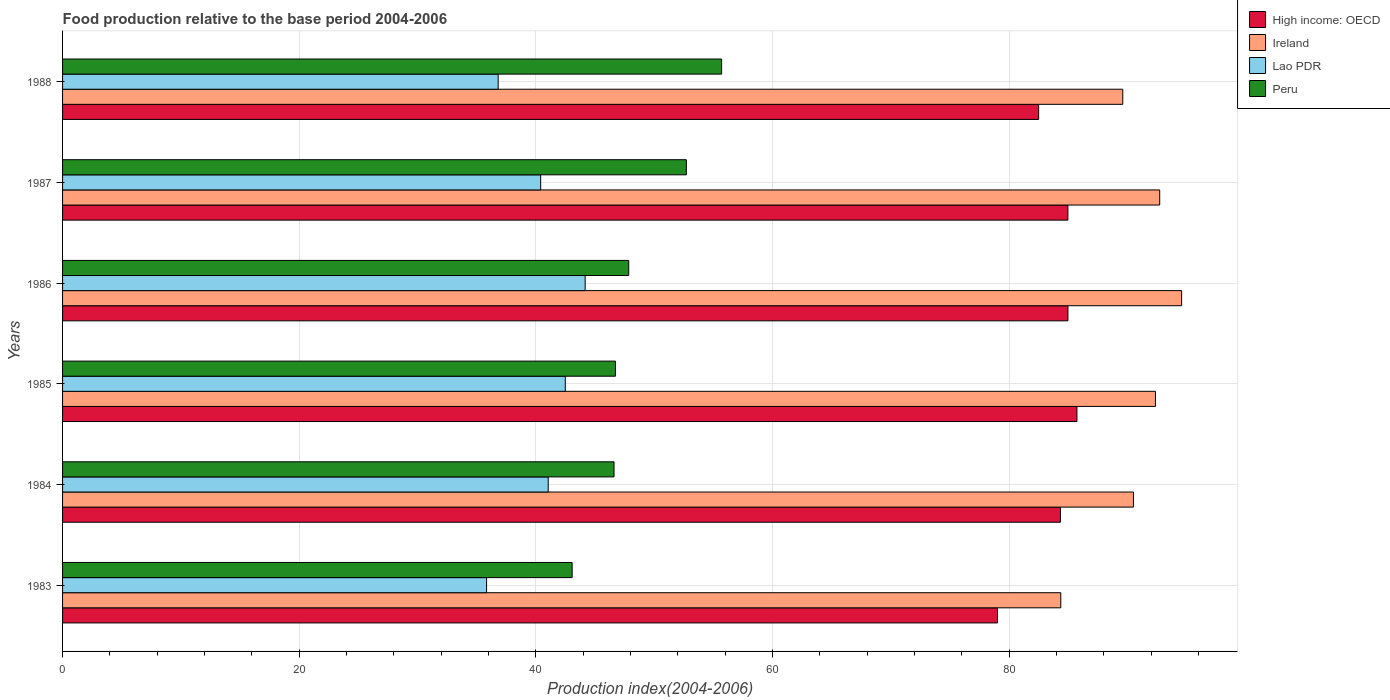 Food production relative to the base period 2004-2006
High income: OECD
Ireland
Lao PDR
Peru
1988
1987
1986
1985
1984
1983
Years
0
20
40
60
80
Production index(2004-2006)